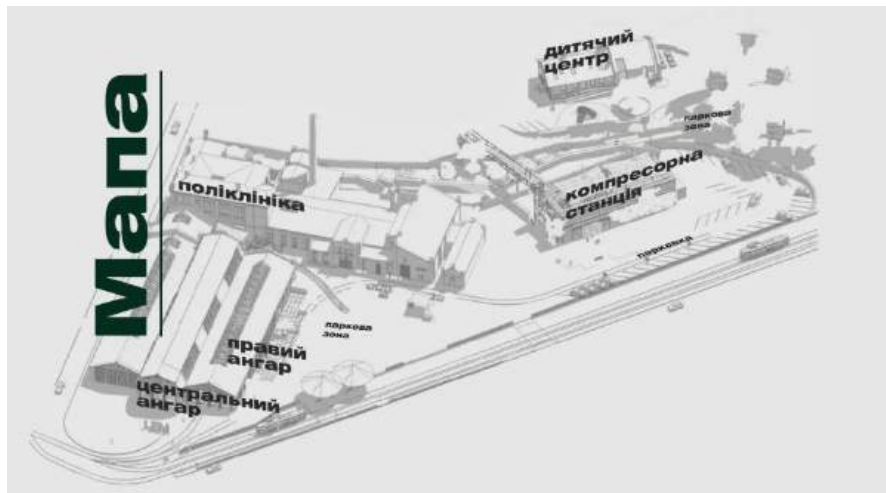 Мапа
дитячий
центр
паркова
зона
компресорна
станція
поліклініка
парковка
паркова
зона
правий
ангар
центральний
ангар